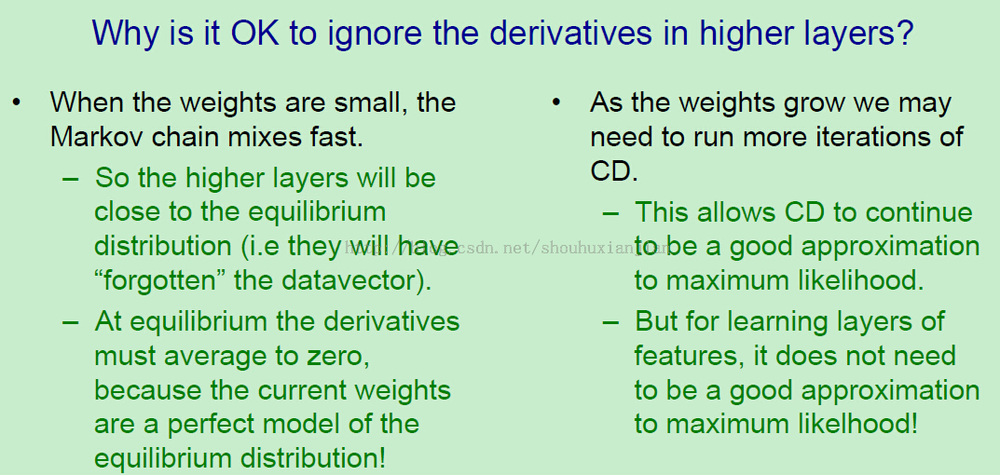 Why is it OK to ignore the derivatives in higher layers?
• When the weights are small, the
Markov chain mixes fast.
– So the higher layers will be
close to the equilibrium
distribution (i.e they will have
“forgotten” the datavector).
– At equilibrium the derivatives
must average to zero,
because the current weights
are a perfect model of the
equilibrium distribution!
• As the weights grow we may
need to run more iterations of
CD.
– This allows CD to continue
to be a good approximation
to maximum likelihood.
– But for learning layers of
features, it does not need
to be a good approximation
to maximum likelhood!
http://blog.csdn.net/shouhuxianjian